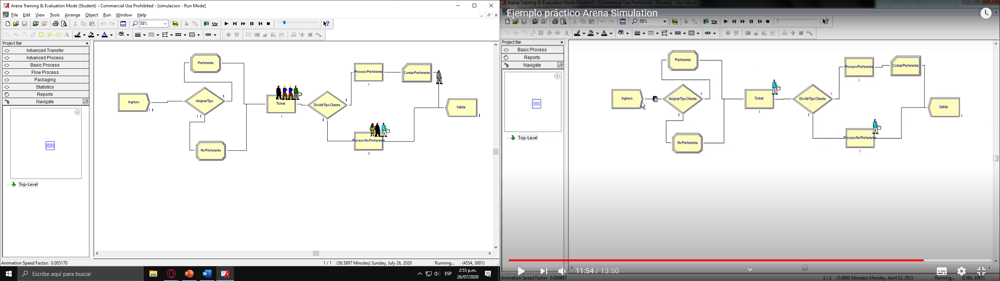 Arena Training & Evaluation Mode (Student) - Commercial Use Prohibited - [simulacion - Run Mode]
File Edit View Tools Arrange Object Run Window Help
58%
Project Bar
Advanced Transfer
Advanced Process
Basic Process
Flow Process
Packaging
Statistics
Reports
Navigate
Top-Level
Preferente
Ingreso
AsignarTipo
NoPreferente
Ticket
DividirTipoCliente
ProcesoPreferente
ContarPreferente
ProcesoNoPreferente
Salida
Animation Speed Factor: 0.005170
1 / 1 (58.5897 Minutes) Sunday, July 26, 2020 Running... (4554, 3001)
Escribe aquí para buscar
ESP
2:55 p.m.
26/07/2020
Arena Training & Evaluation Mode (Student) - Commercial Use Prohibited - [Model1 - Run Mode]
Ejemplo práctico Arena Simulation
58%
Project Bar
Basic Process
Reports
Navigate
Top-Level
Preferente
Ingreso
AsignarTipoCliente
NoPreferente
Ticket
DividirTipoCliente
ProcesoPreferente
ContarPreferente
ProcesoNoPreferente
Salida
11:54 / 13:50
Animation Speed Factor: 0.000867
1 / 1 (7.0000 Minutes) Monday, April 13, 2015 Running... (1366, 1097)